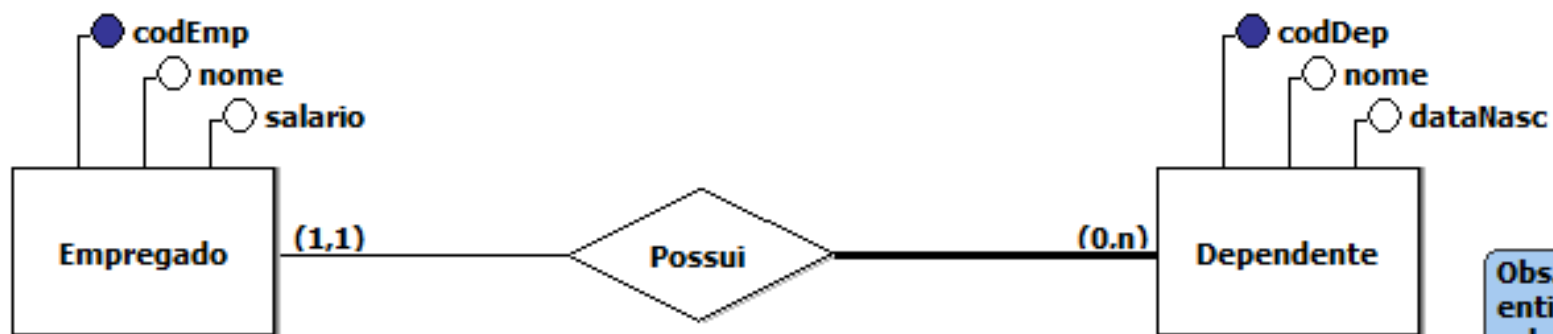 codEmp
nome
salario
codDep
nome
dataNasc
Empregado
(1,1)
Possui
(0.n)
Dependente
Obs
enti